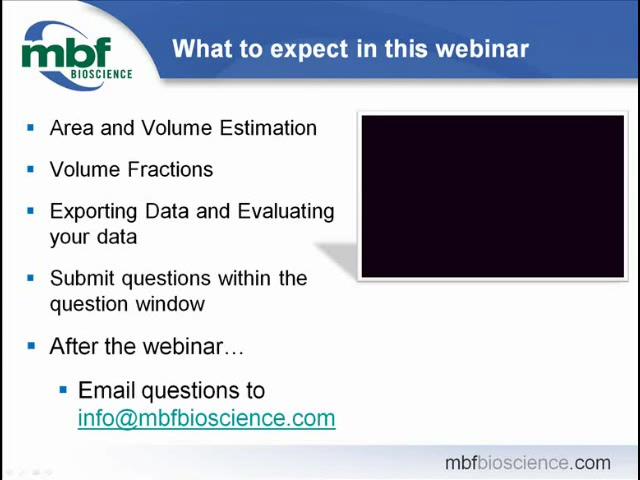 mbf
BIOSCIENCE
What to expect in this webinar
Area and Volume Estimation
Volume Fractions
Exporting Data and Evaluating
your data
Submit questions within the
question window
After the webinar…
Email questions to
info@mbfbioscience.com
mbfbioscience.com